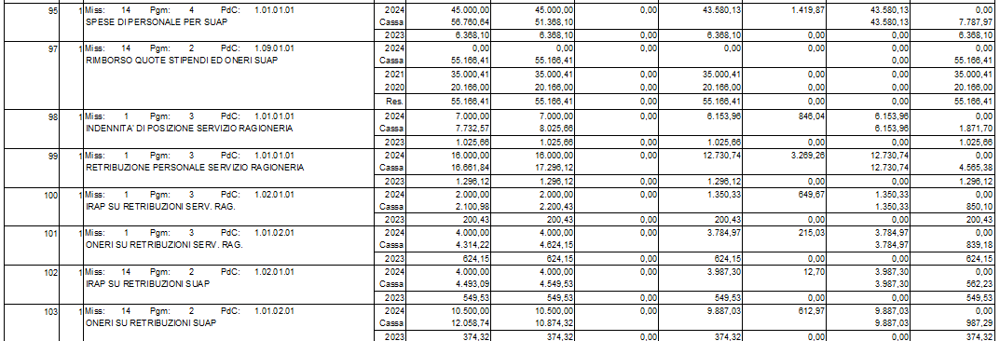 95 1 Miss: 14 Pgm: 4 PdC: 1.01.01.01 2024 45.000,00 45.000,00 0,00 43.580,13 1.419,87 43.580,13 0,00
SPESE DI PERSONALE PER SUAP Cassa 56.760,64 51.368,10 43.580,13 7.787,97
2023 6.368,10 6.368,10 0,00 6.368,10 0,00 0,00 6.368,10
97 1 Miss: 14 Pgm: 2 PdC: 1.09.01.01 2024 0,00 0,00 0,00 0,00 0,00 0,00 0,00
RIMBORSO QUOTE STIPENDI ED ONERI SUAP Cassa 55.166,41 55.166,41 0,00 55.166,41
2021 35.000,41 35.000,41 0,00 35.000,41 0,00 0,00 35.000,41
2020 20.166,00 20.166,00 0,00 20.166,00 0,00 0,00 20.166,00
Res. 55.166,41 55.166,41 0,00 55.166,41 0,00 0,00 55.166,41
98 1 Miss: 1 Pgm: 3 PdC: 1.01.01.01 2024 7.000,00 7.000,00 0,00 6.153,96 846,04 6.153,96 0,00
INDENNITA' DI POSIZIONE SERVIZIO RAGIONERIA Cassa 7.732,57 8.025,66 6.153,96 1.871,70
2023 1.025,66 1.025,66 0,00 1.025,66 0,00 0,00 1.025,66
99 1 Miss: 1 Pgm: 3 PdC: 1.01.01.01 2024 16.000,00 16.000,00 0,00 12.730,74 3.269,26 12.730,74 0,00
RETRIBUZIONE PERSONALE SERVIZIO RAGIONERIA Cassa 16.661,84 17.296,12 12.730,74 4.565,38
2023 1.296,12 1.296,12 0,00 1.296,12 0,00 0,00 1.296,12
100 1 Miss: 1 Pgm: 3 PdC: 1.02.01.01 2024 2.000,00 2.000,00 0,00 1.350,33 649,67 1.350,33 0,00
IRAP SU RETRIBUZIONI SERV. RAG. Cassa 2.100,98 2.200,43 1.350,33 850,10
2023 200,43 200,43 0,00 200,43 0,00 0,00 200,43
101 1 Miss: 1 Pgm: 3 PdC: 1.01.02.01 2024 4.000,00 4.000,00 0,00 3.784,97 215,03 3.784,97 0,00
ONERI SU RETRIBUZIONI SERV. RAG. Cassa 4.314,22 4.624,15 3.784,97 839,18
2023 624,15 624,15 0,00 624,15 0,00 0,00 624,15
102 1 Miss: 14 Pgm: 2 PdC: 1.02.01.01 2024 4.000,00 4.000,00 0,00 3.987,30 12,70 3.987,30 0,00
IRAP SU RETRIBUZIONI SUAP Cassa 4.493,09 4.549,53 3.987,30 562,23
2023 549,53 549,53 0,00 549,53 0,00 0,00 549,53
103 1 Miss: 14 Pgm: 2 PdC: 1.01.02.01 2024 10.500,00 10.500,00 0,00 9.887,03 612,97 9.887,03 0,00
ONERI SU RETRIBUZIONI SUAP Cassa 12.058,74 10.874,32 9.887,03 987,29
2023 374,32 374,32 0,00 374,32 0,00 0,00 374,32